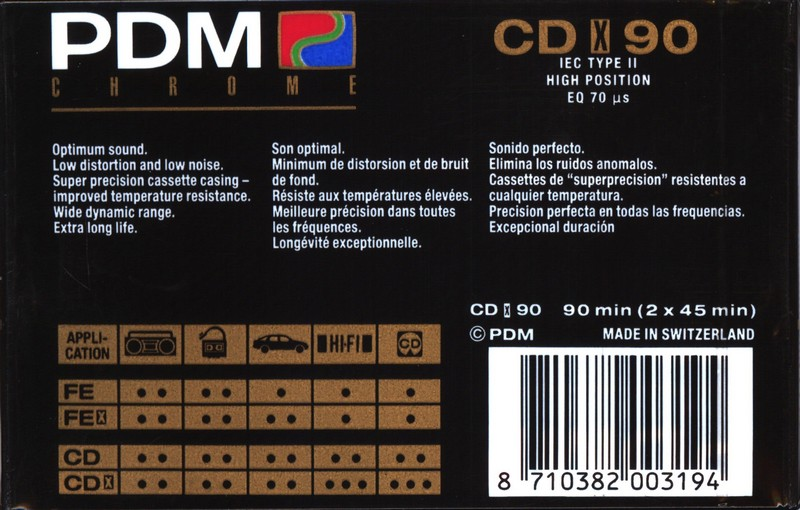 PDM
CHROME
CD X 90
IEC TYPE II
HIGH POSITION
EQ 70 µs
Optimum sound.
Low distortion and low noise.
Super precision cassette casing –
improved temperature resistance.
Wide dynamic range.
Extra long life.
Son optimal.
Minimum de distorsion et de bruit
de fond.
Résiste aux températures élevées.
Meilleure précision dans toutes
les fréquences.
Longévité exceptionnelle.
Sonido perfecto.
Elimina los ruidos anomalos.
Cassettes de "superprecision" resistentes a
cualquier temperatura.
Precision perfecta en todas las frequencias.
Excepcional duración
CD X 90 90 min (2 x 45 min)
© PDM MADE IN SWITZERLAND
APPLI-
CATION
HI-FI
CD
FE
FE X
CD
CD X
8 710382 003194